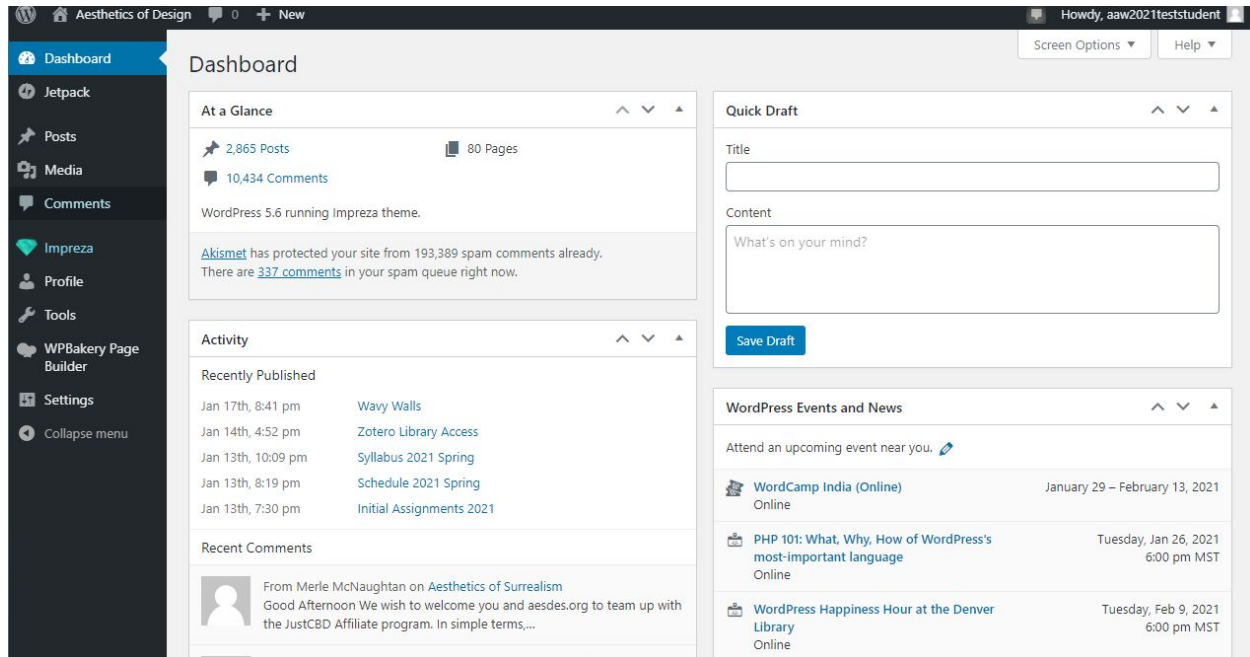 Aesthetics of Design 0 New Howdy, aaw2021teststudent
Screen Options Help
Dashboard
Jetpack
Posts
Media
Comments
Impreza
Profile
Tools
WPBakery Page
Builder
Settings
Collapse menu
Dashboard
At a Glance
2,865 Posts 80 Pages
10,434 Comments
WordPress 5.6 running Impreza theme.
Akismet has protected your site from 193,389 spam comments already.
There are 337 comments in your spam queue right now.
Activity
Recently Published
Jan 17th, 8:41 pm Wavy Walls
Jan 14th, 4:52 pm Zotero Library Access
Jan 13th, 10:09 pm Syllabus 2021 Spring
Jan 13th, 8:19 pm Schedule 2021 Spring
Jan 13th, 7:30 pm Initial Assignments 2021
Recent Comments
From Merle McNaughtan on Aesthetics of Surrealism
Good Afternoon We wish to welcome you and aesdes.org to team up with
the JustCBD Affiliate program. In simple terms,...
Quick Draft
Title
Content
What's on your mind?
Save Draft
WordPress Events and News
Attend an upcoming event near you.
WordCamp India (Online) January 29 – February 13, 2021
Online
PHP 101: What, Why, How of WordPress's Tuesday, Jan 26, 2021
most-important language 6:00 pm MST
Online
WordPress Happiness Hour at the Denver Tuesday, Feb 9, 2021
Library 6:00 pm MST
Online